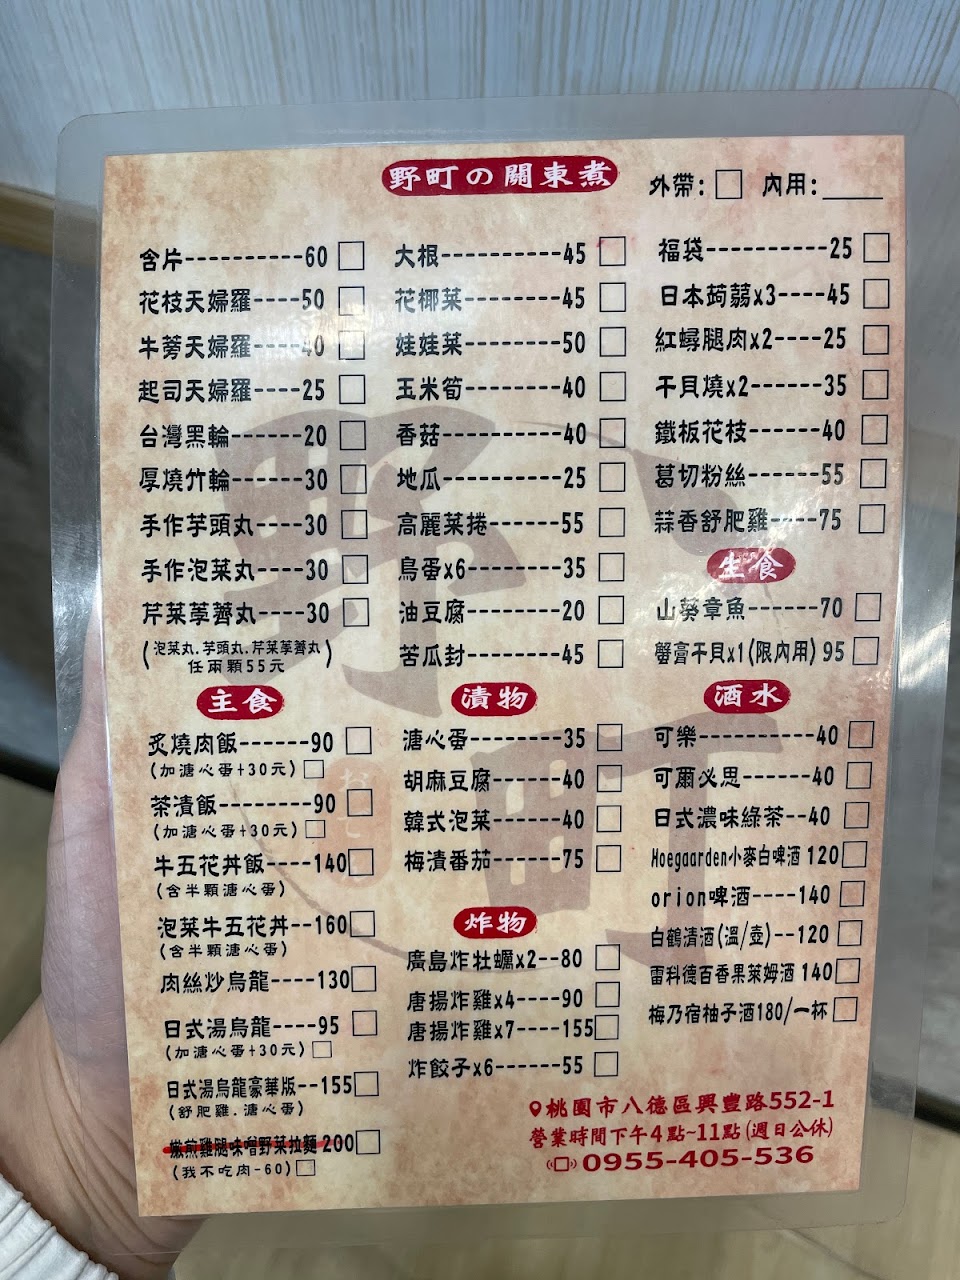 野町の關東煮
外帶:□ 內用:____
含片----------60 □
花枝天婦羅----50 □
牛蒡天婦羅----40 □
起司天婦羅----25 □
台灣黑輪------20 □
厚燒竹輪------30 □
手作芋頭丸----30 □
手作泡菜丸----30 □
芹菜荸薺丸----30 □
(泡菜丸.芋頭丸.芹菜荸薺丸
任兩顆55元)
大根----------45 □
花椰菜--------45 □
娃娃菜--------50 □
玉米筍--------40 □
香菇----------40 □
地瓜----------25 □
高麗菜捲------55 □
鳥蛋x6--------35 □
油豆腐--------20 □
苦瓜封--------45 □
福袋----------25 □
日本蒟蒻x3----45 □
紅蟳腿肉x2----25 □
干貝燒x2------35 □
鐵板花枝------40 □
葛切粉絲------55 □
蒜香舒肥雞----75 □
生食
山葵章魚------70 □
蟹膏干貝x1(限內用) 95 □
主食
炙燒肉飯------90 □
(加溏心蛋+30元) □
茶漬飯--------90 □
(加溏心蛋+30元) □
牛五花丼飯----140 □
(含半顆溏心蛋)
泡菜牛五花丼--160 □
(含半顆溏心蛋)
肉絲炒烏龍----130 □
日式湯烏龍----95 □
(加溏心蛋+30元) □
日式湯烏龍豪華版--155 □
(舒肥雞.溏心蛋)
嫩煎雞腿味噌野菜拉麵 200 □
(我不吃肉-60) □
漬物
溏心蛋--------35 □
胡麻豆腐------40 □
韓式泡菜------40 □
梅漬番茄------75 □
炸物
廣島炸牡蠣x2--80 □
唐揚炸雞x4----90 □
唐揚炸雞x7----155 □
炸餃子x6------55 □
酒水
可樂----------40 □
可爾必思------40 □
日式濃味綠茶--40 □
Hoegaarden小麥白啤酒 120 □
orion啤酒----140 □
白鶴清酒(溫/壺)--120 □
雷科德百香果萊姆酒 140 □
梅乃宿柚子酒180/一杯 □
桃園市八德區興豐路552-1
營業時間下午4點~11點(週日公休)
0955-405-536
野町